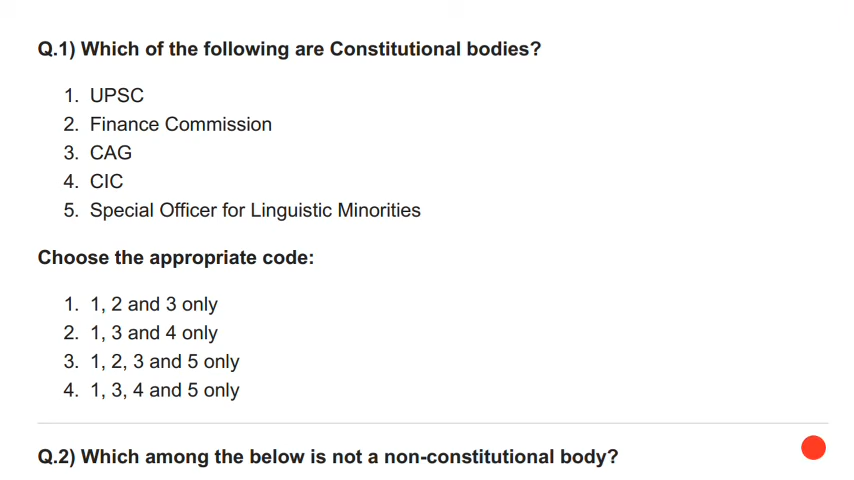 Q.1) Which of the following are Constitutional bodies?
1. UPSC
2. Finance Commission
3. CAG
4. CIC
5. Special Officer for Linguistic Minorities
Choose the appropriate code:
1. 1, 2 and 3 only
2. 1, 3 and 4 only
3. 1, 2, 3 and 5 only
4. 1, 3, 4 and 5 only
Q.2) Which among the below is not a non-constitutional body?